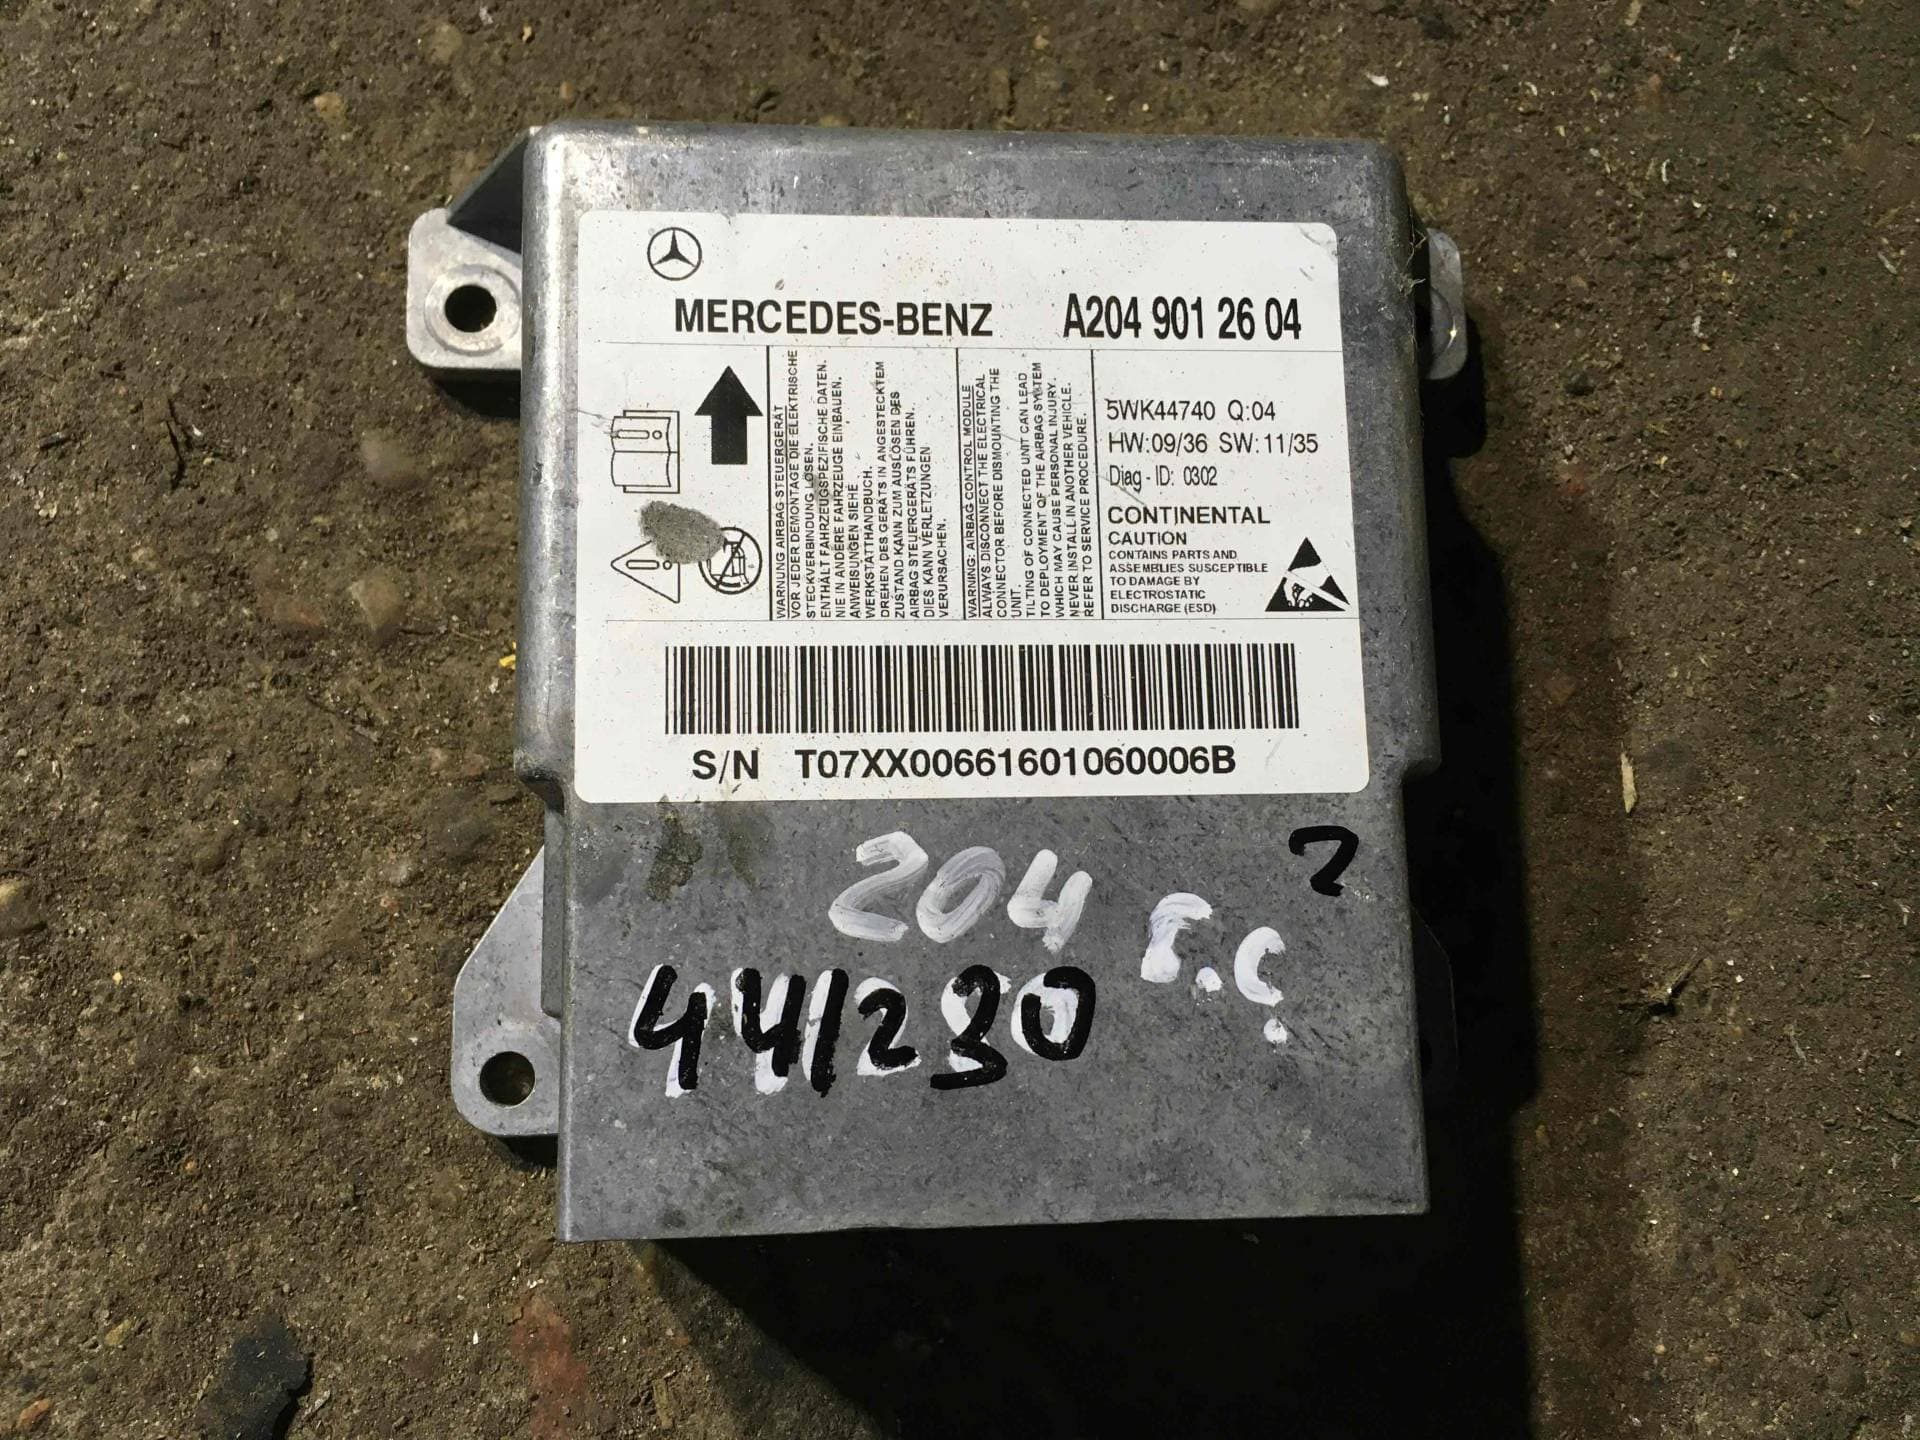 MERCEDES-BENZ A204 901 26 04
WARNUNG AIRBAG-STEUERGERÄT
VOR JEDER DEMONTAGE DIE ELEKTRISCHE
STECKVERBINDUNG LÖSEN.
ENTHÄLT FAHRZEUGSPEZIFISCHE DATEN.
NIE IN ANDERE FAHRZEUGE EINBAUEN.
ANWEISUNGEN SIEHE
WERKSTATTHANDBUCH.
DREHEN DES GERÄTS IN ANGESTECKTEM
ZUSTAND KANN ZUM AUSLÖSEN DES
AIRBAG STEUERGERÄTS FÜHREN.
DIES KANN VERLETZUNGEN
VERURSACHEN.
WARNING: AIRBAG CONTROL MODULE
ALWAYS DISCONNECT THE ELECTRICAL
CONNECTOR BEFORE DISMOUNTING THE
UNIT.
TILTING OF CONNECTED UNIT CAN LEAD
TO DEPLOYMENT OF THE AIRBAG SYSTEM
WHICH MAY CAUSE PERSONAL INJURY.
NEVER INSTALL IN ANOTHER VEHICLE.
REFER TO SERVICE PROCEDURE.
5WK44740 Q:04
HW:09/36 SW:11/35
Diag - ID: 0302
CONTINENTAL
CAUTION
CONTAINS PARTS AND
ASSEMBLIES SUSCEPTIBLE
TO DAMAGE BY
ELECTROSTATIC
DISCHARGE (ESD)
S/N T07XX00661601060006B
204
44/230